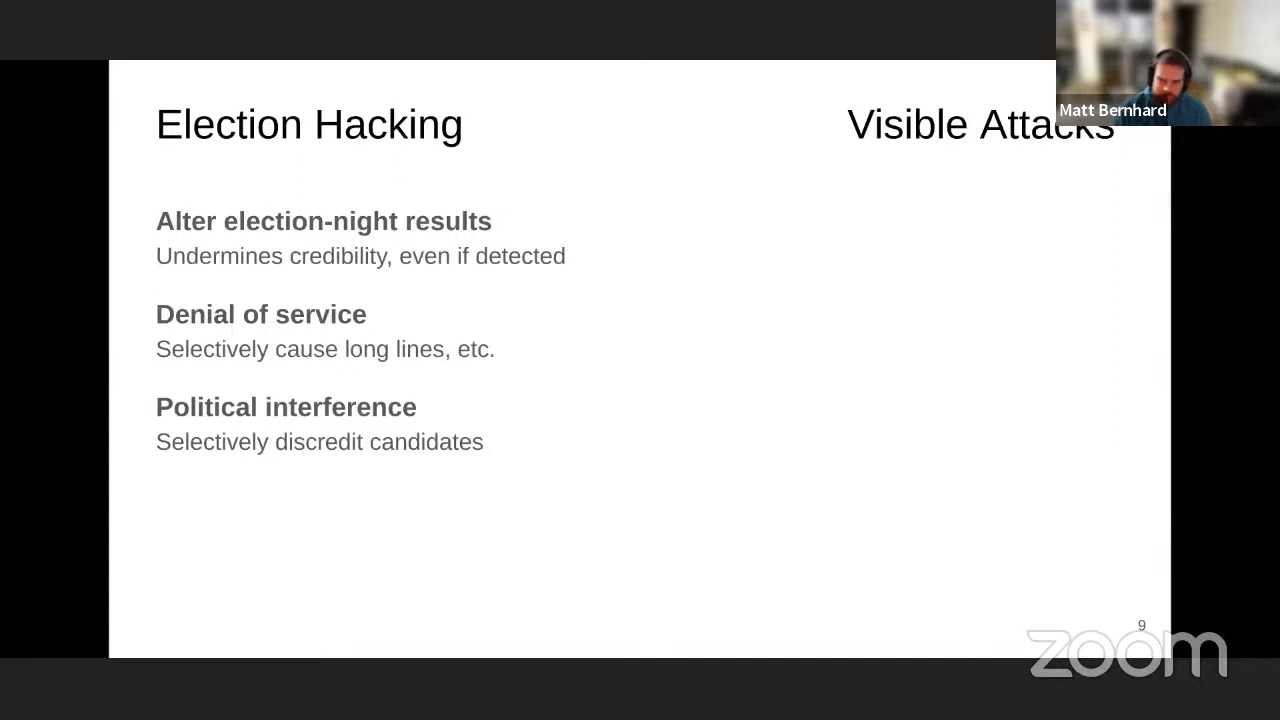 Election Hacking
Visible Attacks
Matt Bernhard
Alter election-night results
Undermines credibility, even if detected
Denial of service
Selectively cause long lines, etc.
Political interference
Selectively discredit candidates
9
zoom